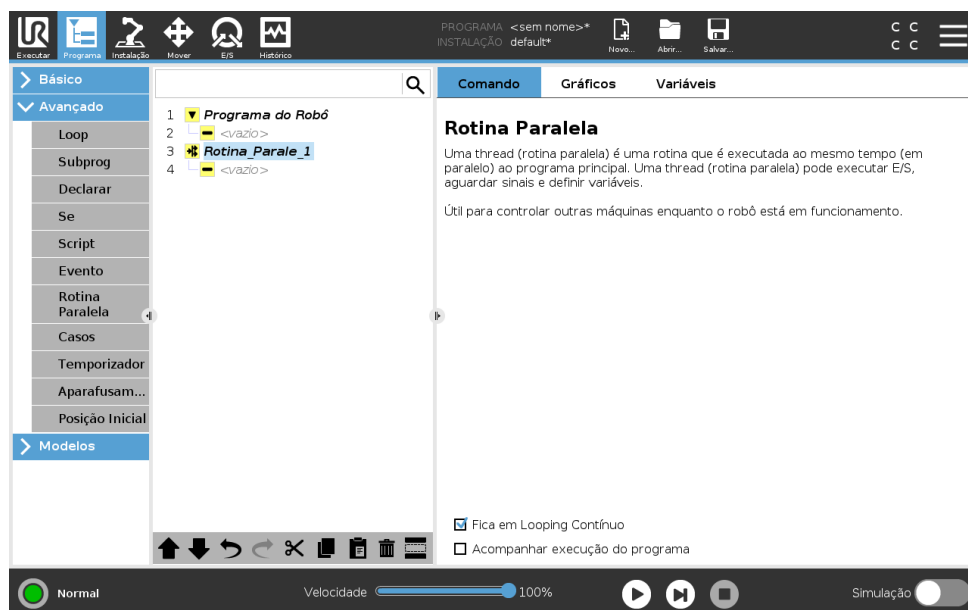 PROGRAMA <sem nome>*
INSTALAÇÃO default*
C C
C C
Executar Programa Instalação Mover E/S Histórico Novo... Abrir... Salvar...
Básico
Avançado
Loop
Subprog
Declarar
Se
Script
Evento
Rotina
Paralela
Casos
Temporizador
Aparafusam...
Posição Inicial
Modelos
1 Programa do Robô
2 <vazio>
3 Rotina_Parale_1
4 <vazio>
Comando Gráficos Variáveis
Rotina Paralela
Uma thread (rotina paralela) é uma rotina que é executada ao mesmo tempo (em
paralelo) ao programa principal. Uma thread (rotina paralela) pode executar E/S,
aguardar sinais e definir variáveis.
Útil para controlar outras máquinas enquanto o robô está em funcionamento.
Fica em Looping Contínuo
Acompanhar execução do programa
Normal Velocidade 100% Simulação